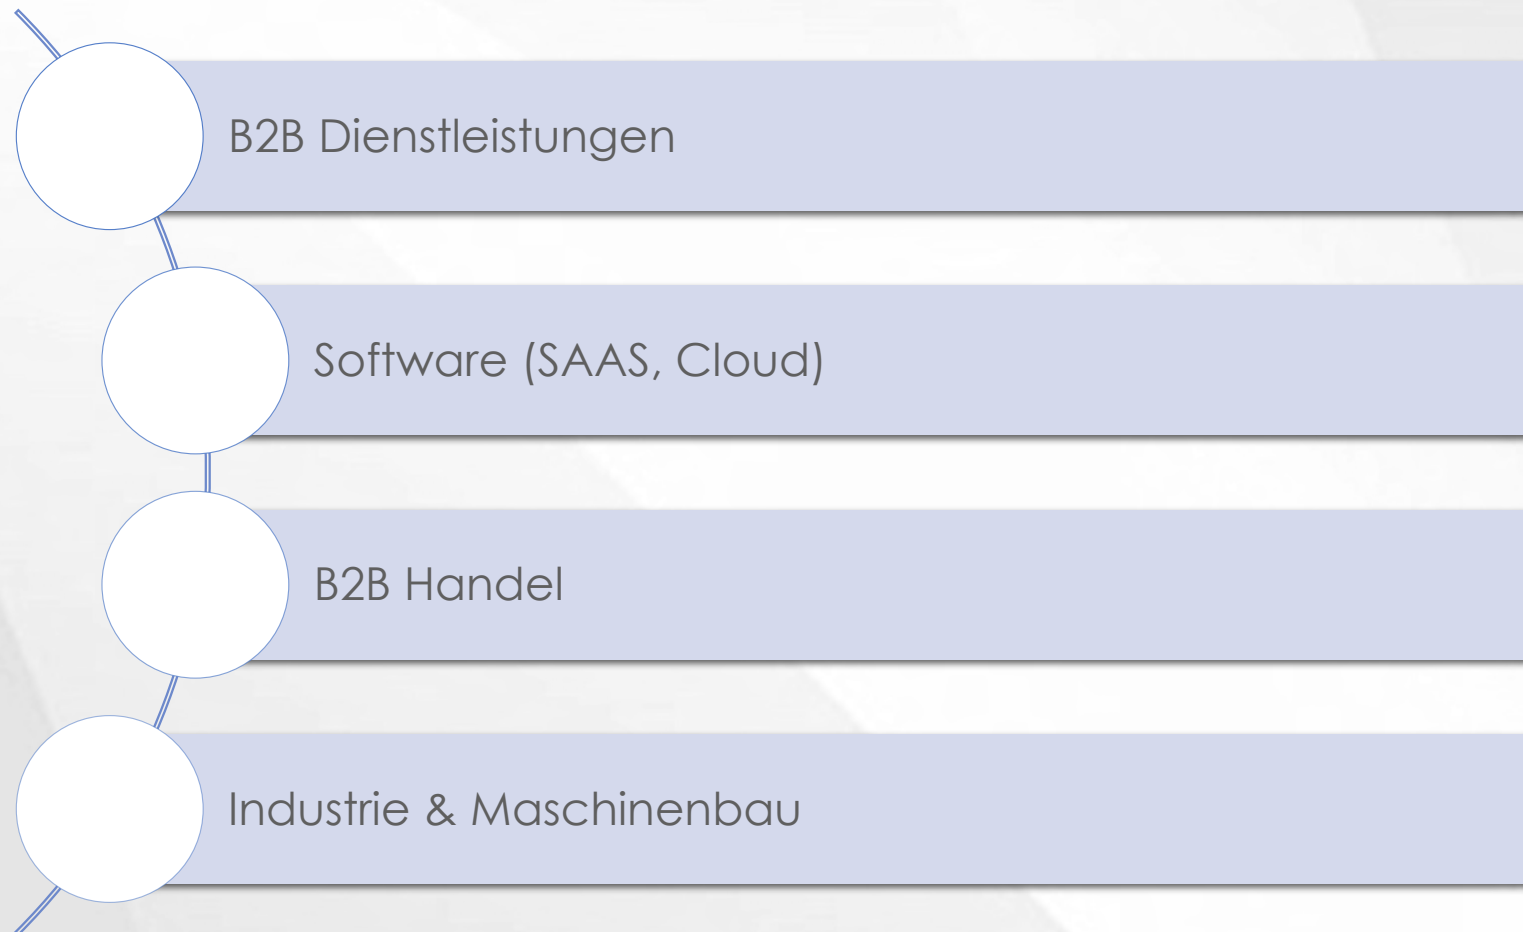 B2B Dienstleistungen
Software (SAAS, Cloud)
B2B Handel
Industrie & Maschinenbau